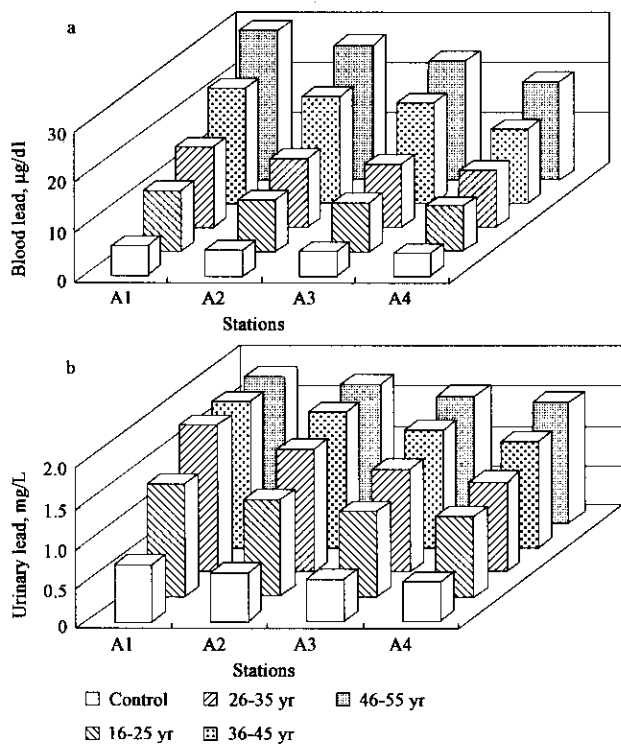 a
30
20
10
0
Blood lead, µg/dl
A1 A2 A3 A4
Stations
b
2.0
1.5
1.0
0.5
0
Urinary lead, mg/L
A1 A2 A3 A4
Stations
Control 26-35 yr 46-55 yr
16-25 yr 36-45 yr